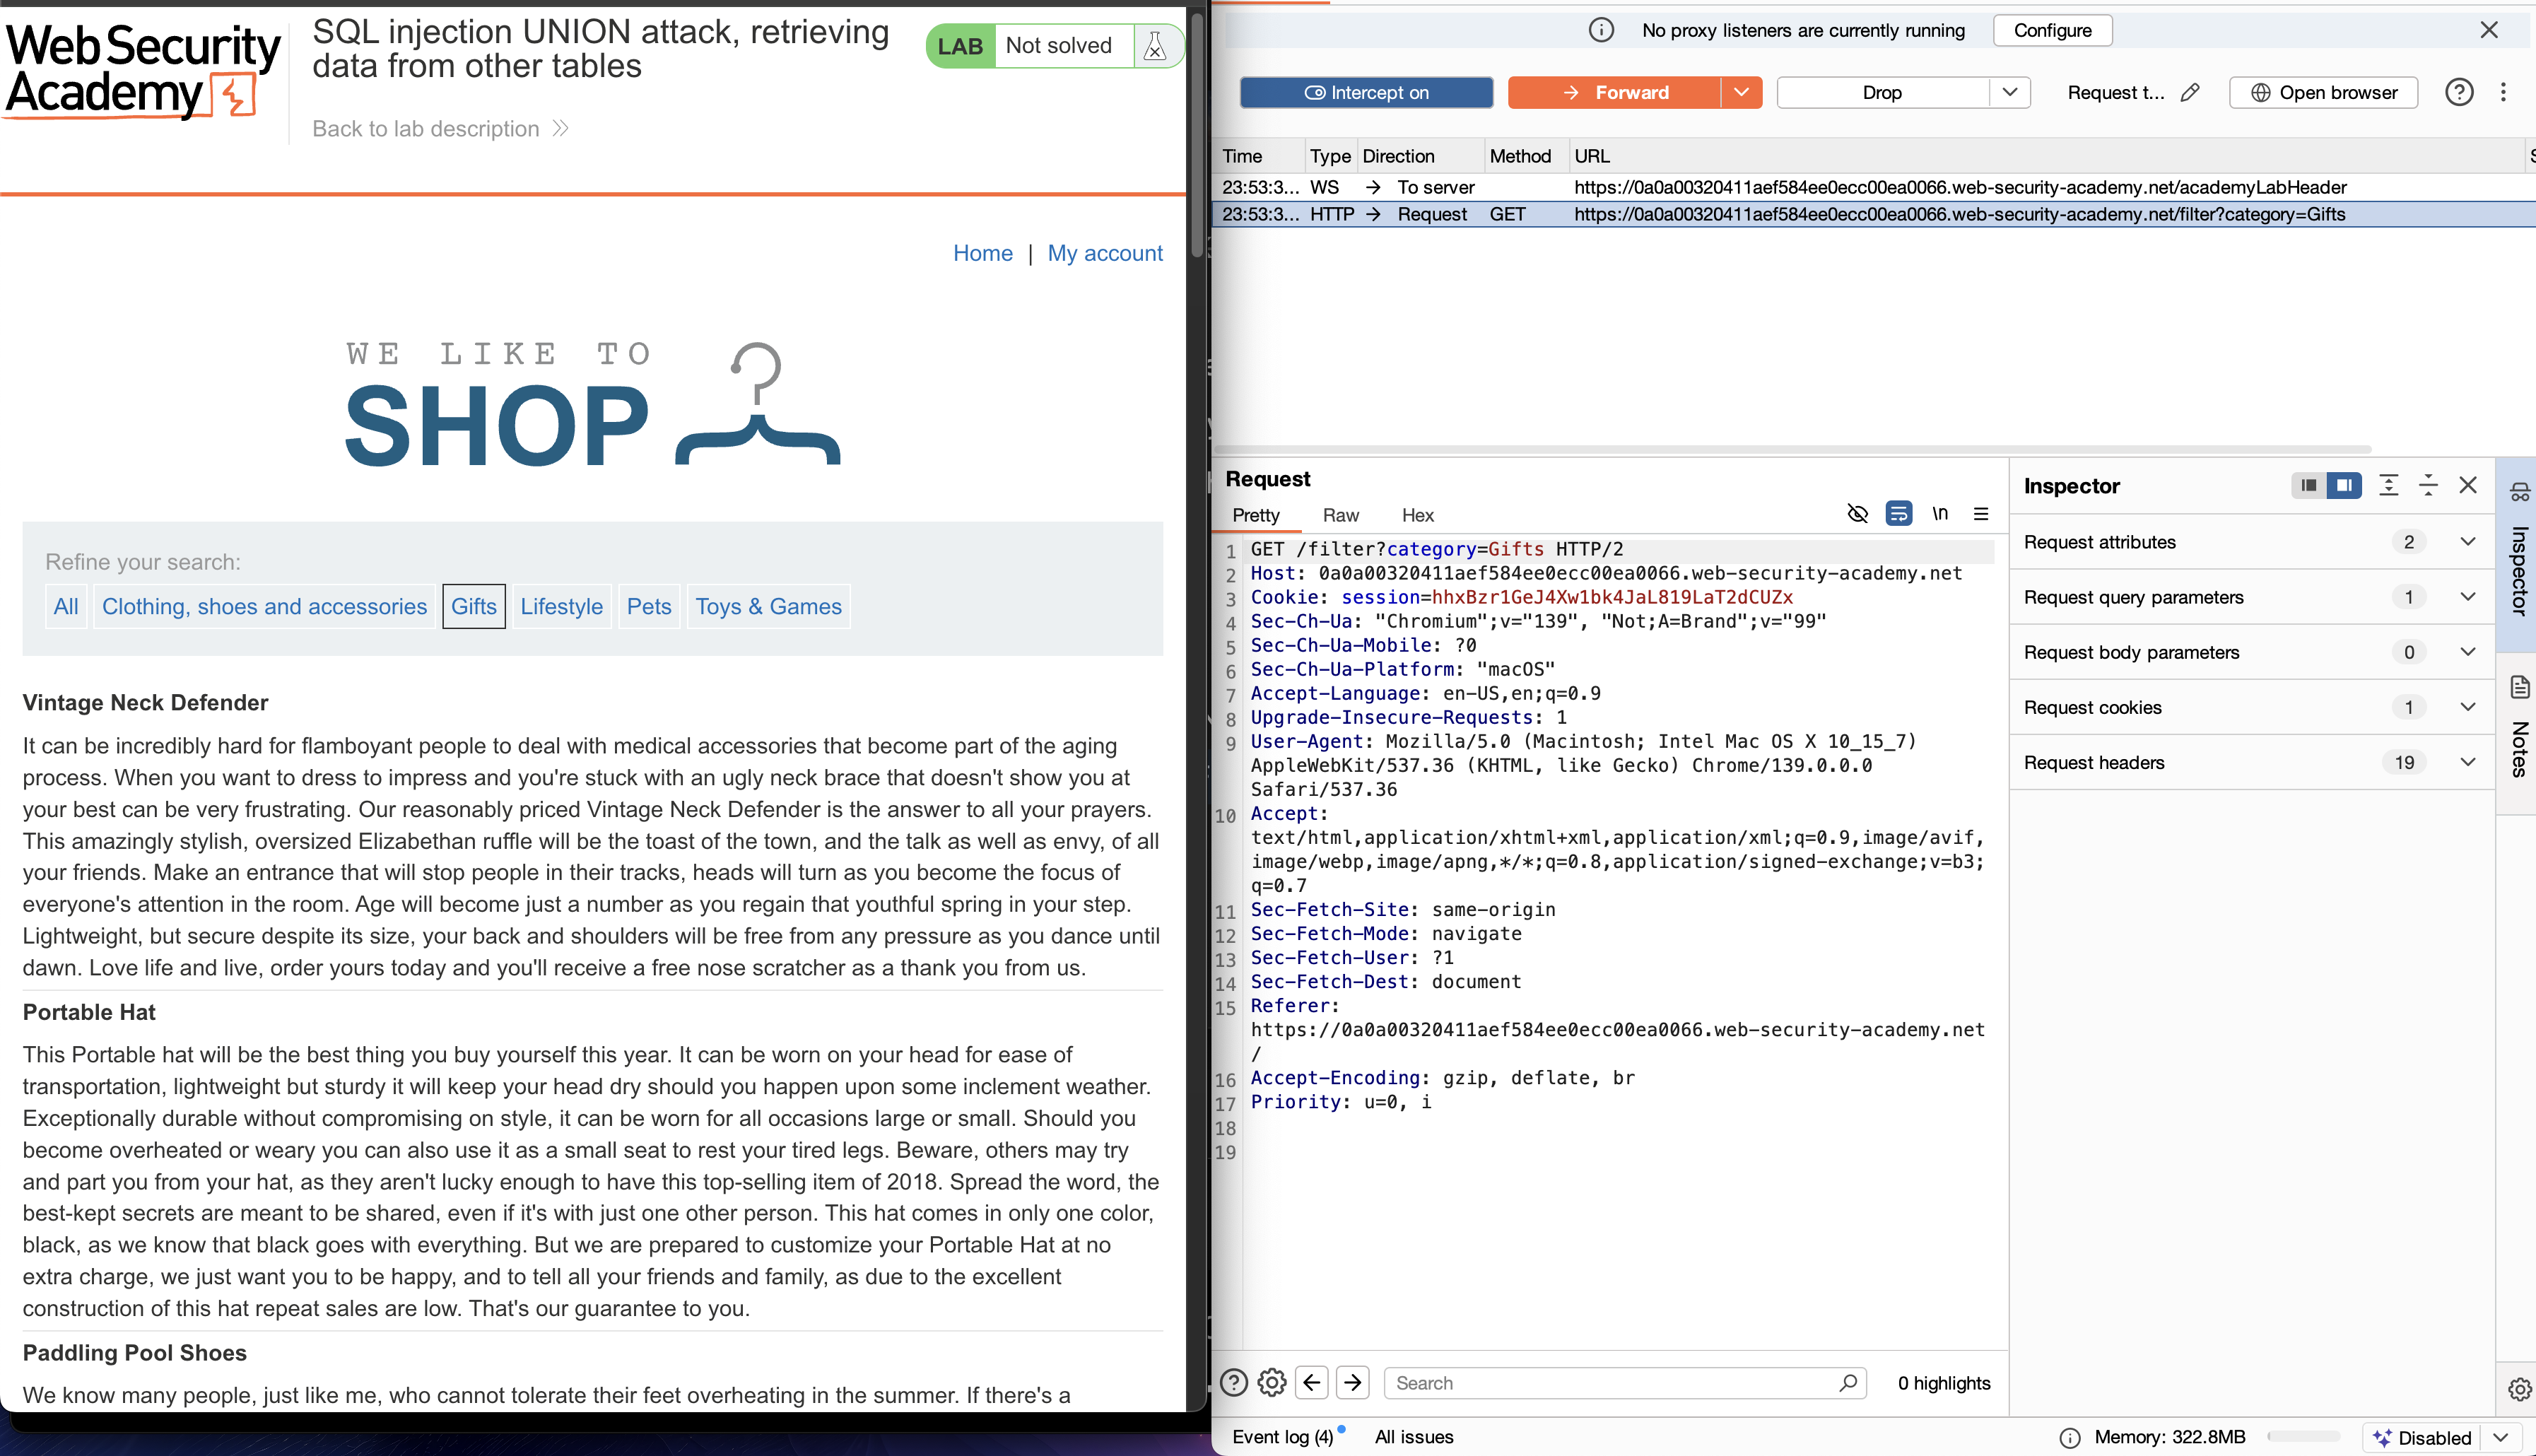 Web Security
Academy
SQL injection UNION attack, retrieving
data from other tables
LAB Not solved
Back to lab description
Home | My account
WE LIKE TO
SHOP
Refine your search:
All Clothing, shoes and accessories Gifts Lifestyle Pets Toys & Games
Vintage Neck Defender
It can be incredibly hard for flamboyant people to deal with medical accessories that become part of the aging
process. When you want to dress to impress and you're stuck with an ugly neck brace that doesn't show you at
your best can be very frustrating. Our reasonably priced Vintage Neck Defender is the answer to all your prayers.
This amazingly stylish, oversized Elizabethan ruffle will be the toast of the town, and the talk as well as envy, of all
your friends. Make an entrance that will stop people in their tracks, heads will turn as you become the focus of
everyone's attention in the room. Age will become just a number as you regain that youthful spring in your step.
Lightweight, but secure despite its size, your back and shoulders will be free from any pressure as you dance until
dawn. Love life and live, order yours today and you'll receive a free nose scratcher as a thank you from us.
Portable Hat
This Portable hat will be the best thing you buy yourself this year. It can be worn on your head for ease of
transportation, lightweight but sturdy it will keep your head dry should you happen upon some inclement weather.
Exceptionally durable without compromising on style, it can be worn for all occasions large or small. Should you
become overheated or weary you can also use it as a small seat to rest your tired legs. Beware, others may try
and part you from your hat, as they aren't lucky enough to have this top-selling item of 2018. Spread the word, the
best-kept secrets are meant to be shared, even if it's with just one other person. This hat comes in only one color,
black, as we know that black goes with everything. But we are prepared to customize your Portable Hat at no
extra charge, we just want you to be happy, and to tell all your friends and family, as due to the excellent
construction of this hat repeat sales are low. That's our guarantee to you.
Paddling Pool Shoes
We know many people, just like me, who cannot tolerate their feet overheating in the summer. If there's a
No proxy listeners are currently running Configure
Intercept on Forward Drop Request t... Open browser
Time Type Direction Method URL
23:53:3... WS → To server https://0a0a00320411aef584ee0ecc00ea0066.web-security-academy.net/academyLabHeader
23:53:3... HTTP → Request GET https://0a0a00320411aef584ee0ecc00ea0066.web-security-academy.net/filter?category=Gifts
Request
Pretty Raw Hex \n
1 GET /filter?category=Gifts HTTP/2
2 Host: 0a0a00320411aef584ee0ecc00ea0066.web-security-academy.net
3 Cookie: session=hhxBzr1GeJ4Xw1bk4JaL819LaT2dCUZx
4 Sec-Ch-Ua: "Chromium";v="139", "Not;A=Brand";v="99"
5 Sec-Ch-Ua-Mobile: ?0
6 Sec-Ch-Ua-Platform: "macOS"
7 Accept-Language: en-US,en;q=0.9
8 Upgrade-Insecure-Requests: 1
9 User-Agent: Mozilla/5.0 (Macintosh; Intel Mac OS X 10_15_7)
AppleWebKit/537.36 (KHTML, like Gecko) Chrome/139.0.0.0
Safari/537.36
10 Accept:
text/html,application/xhtml+xml,application/xml;q=0.9,image/avif,
image/webp,image/apng,*/*;q=0.8,application/signed-exchange;v=b3;
q=0.7
11 Sec-Fetch-Site: same-origin
12 Sec-Fetch-Mode: navigate
13 Sec-Fetch-User: ?1
14 Sec-Fetch-Dest: document
15 Referer:
https://0a0a00320411aef584ee0ecc00ea0066.web-security-academy.net
/
16 Accept-Encoding: gzip, deflate, br
17 Priority: u=0, i
18
19
Search 0 highlights
Inspector
Request attributes 2
Request query parameters 1
Request body parameters 0
Request cookies 1
Request headers 19
Inspector
Notes
Event log (4) All issues
Memory: 322.8MB Disabled